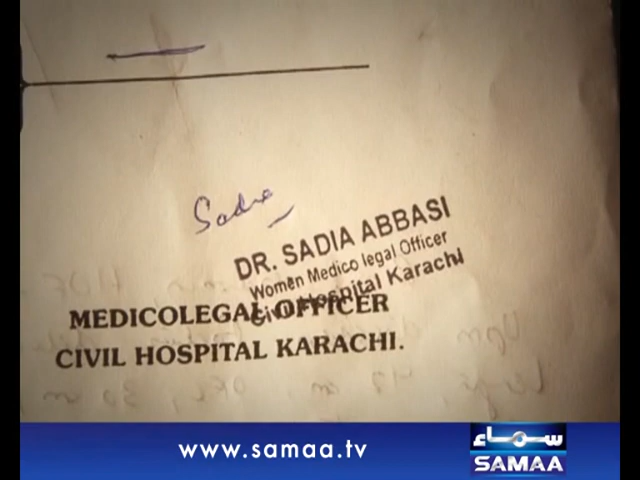 Sadia
DR. SADIA ABBASI
Women Medico legal Officer
Civil Hospital Karachi
MEDICOLEGAL OFFICER
CIVIL HOSPITAL KARACHI.
www.samaa.tv
سماء
SAMAA